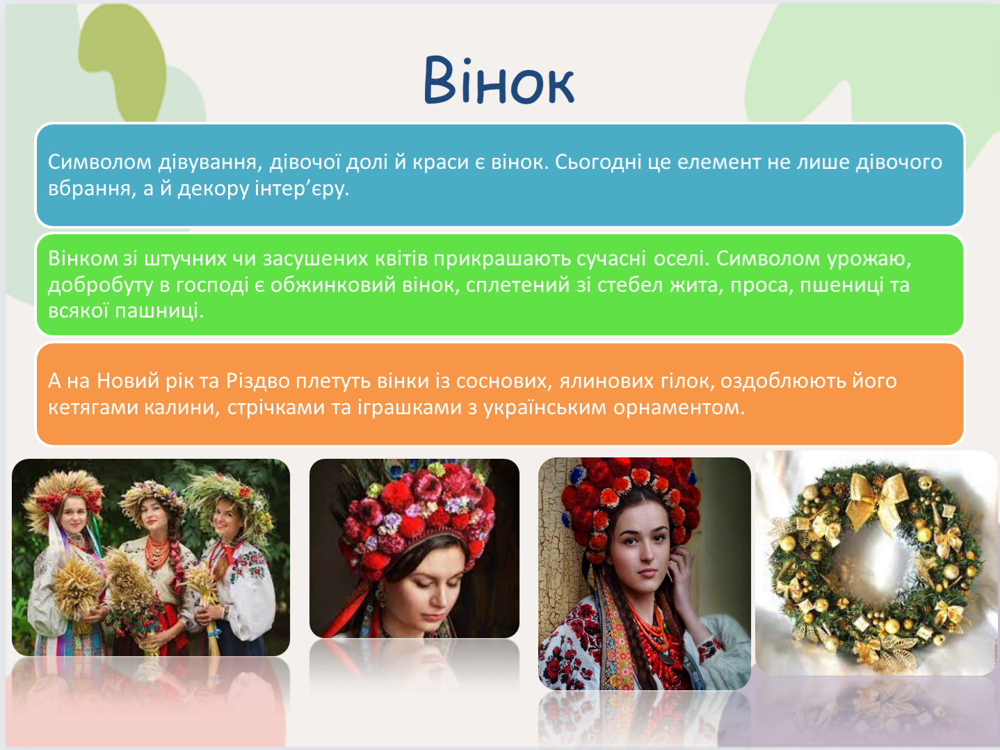 Вінок
Символом дівування, дівочої долі й краси є вінок. Сьогодні це елемент не лише дівочого
вбрання, а й декору інтер’єру.
Вінком зі штучних чи засушених квітів прикрашають сучасні оселі. Символом урожаю,
добробуту в господі є обжинковий вінок, сплетений зі стебел жита, проса, пшениці та
всякої пашниці.
А на Новий рік та Різдво плетуть вінки із соснових, ялинових гілок, оздоблюють його
кетягами калини, стрічками та іграшками з українським орнаментом.